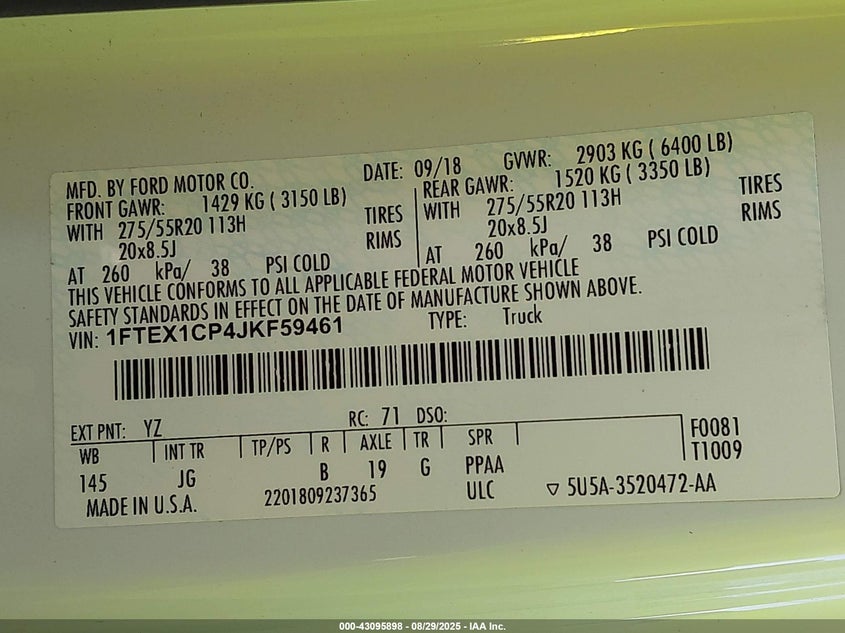 MFD. BY FORD MOTOR CO. DATE: 09/18 GVWR: 2903 KG ( 6400 LB)
FRONT GAWR: 1429 KG ( 3150 LB) REAR GAWR: 1520 KG ( 3350 LB)
WITH 275/55R20 113H TIRES WITH 275/55R20 113H TIRES
20x8.5J RIMS 20x8.5J RIMS
AT 260 kPa/ 38 PSI COLD AT 260 kPa/ 38 PSI COLD
THIS VEHICLE CONFORMS TO ALL APPLICABLE FEDERAL MOTOR VEHICLE
SAFETY STANDARDS IN EFFECT ON THE DATE OF MANUFACTURE SHOWN ABOVE.
VIN: 1FTEX1CP4JKF59461 TYPE: Truck
EXT PNT: YZ RC: 71 DSO:
WB INT TR TP/PS R AXLE TR SPR F0081
145 JG B 19 G PPAA T1009
MADE IN U.S.A. 2201809237365 ULC ▽ 5U5A-3520472-AA
000-43095898 - 08/29/2025 - IAA Inc.